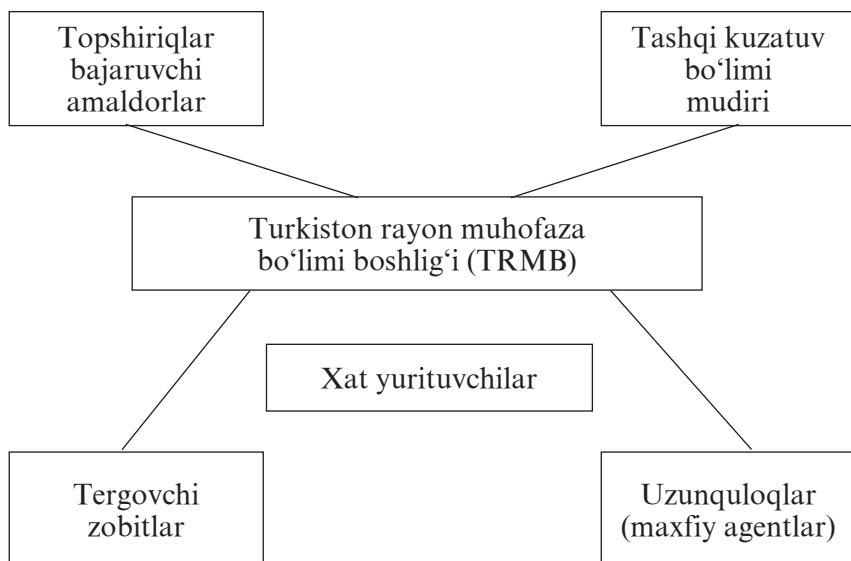 Topshiriqlar
bajaruvchi
amaldorlar
Tashqi kuzatuv
bo‘limi
mudiri
Turkiston rayon muhofaza
bo‘limi boshlig‘i (TRMB)
Xat yurituvchilar
Tergovchi
zobitlar
Uzunquloqlar
(maxfiy agentlar)